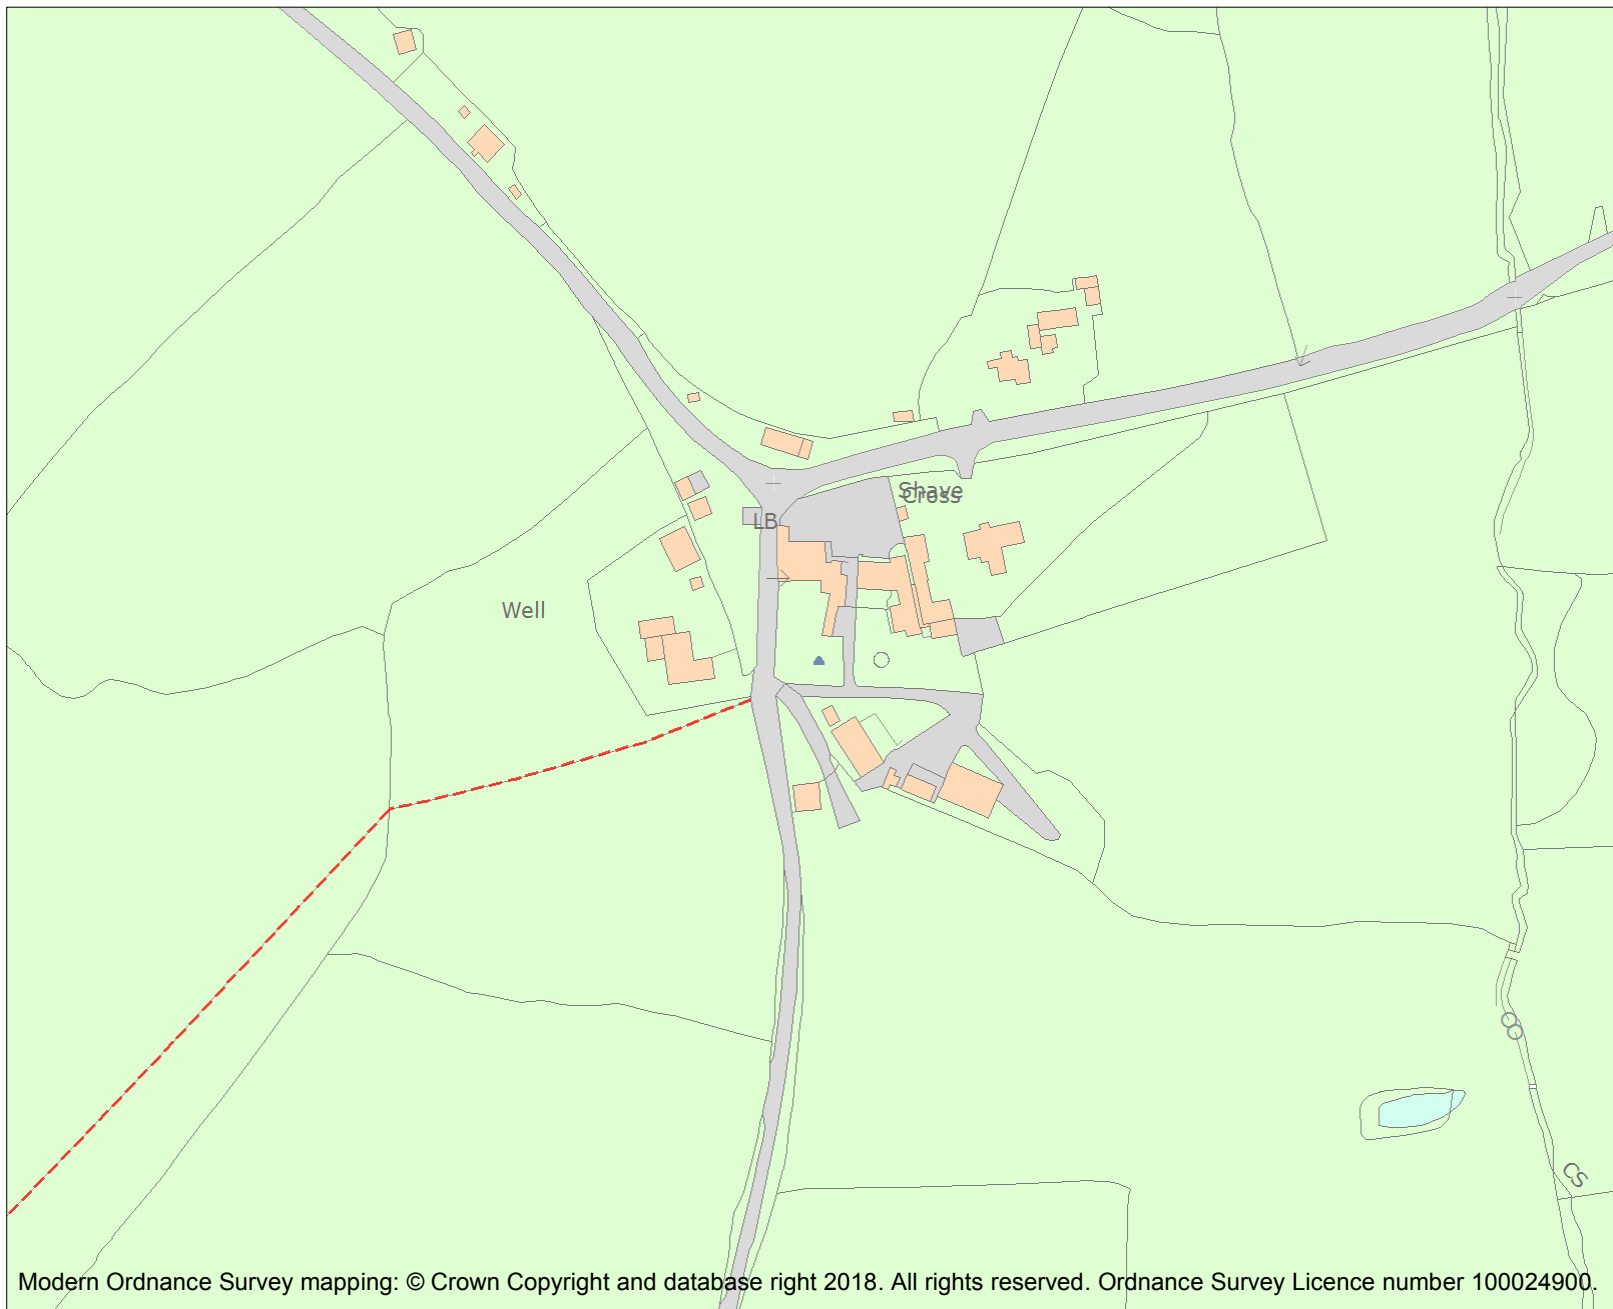 Shave
Cross
LB
Well
CS
Modern Ordnance Survey mapping: © Crown Copyright and database right 2018. All rights reserved. Ordnance Survey Licence number 100024900.